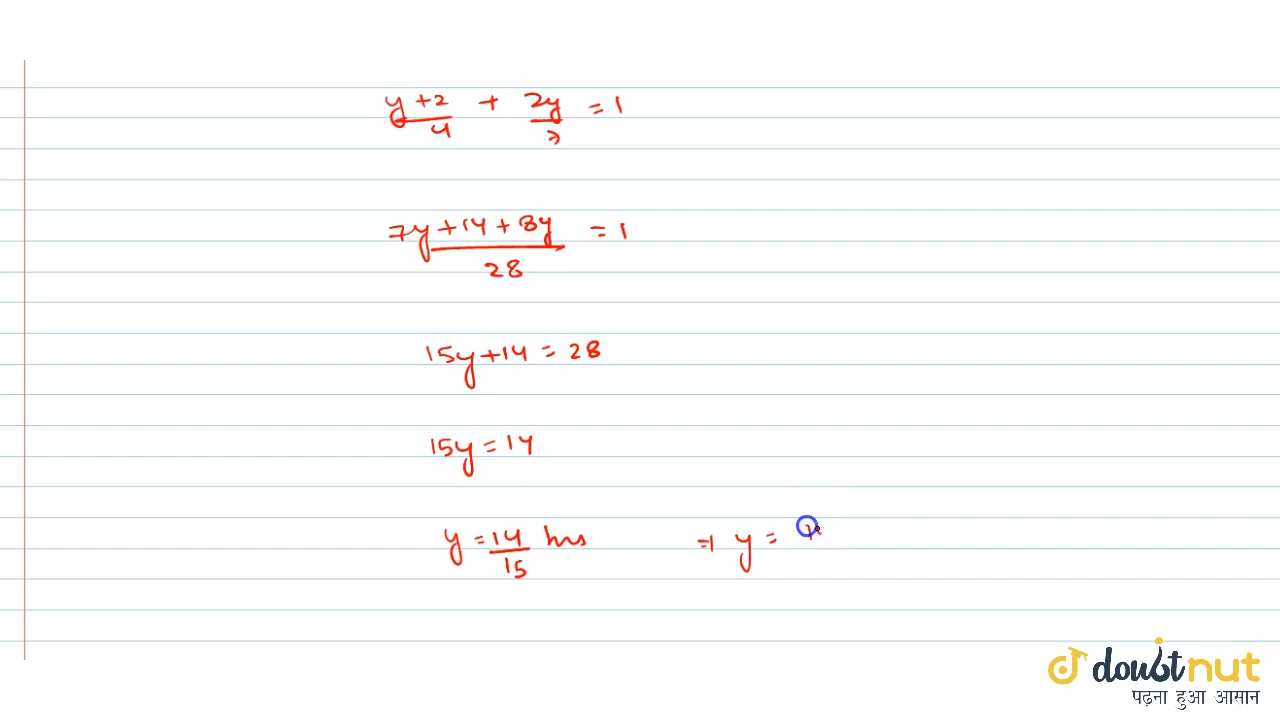 y+2/4 + 2y/7 = 1
7y+14+8y/28 = 1
15y+14 = 28
15y = 14
y = 14/15 hrs ⇒ y =
doubtnut
पढ़ना हुआ आसान